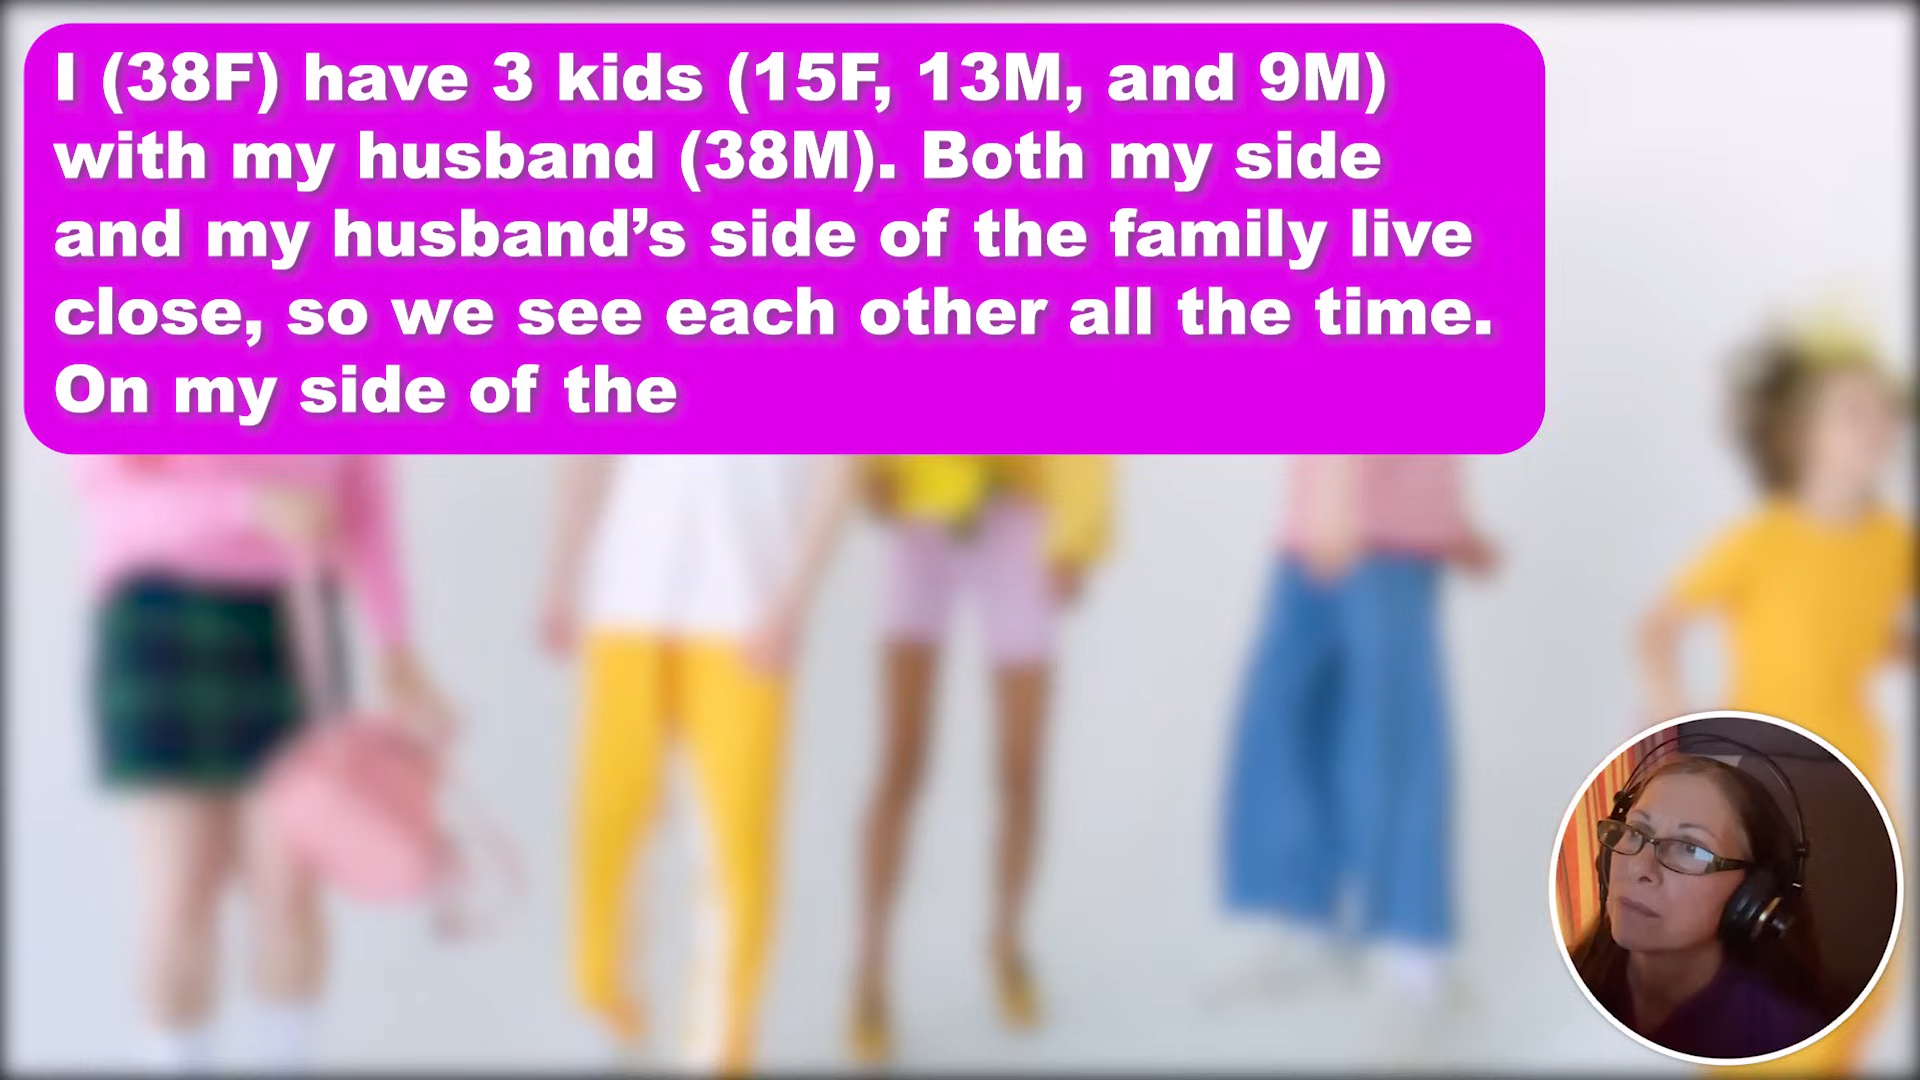 I (38F) have 3 kids (15F, 13M, and 9M)
with my husband (38M). Both my side
and my husband’s side of the family live
close, so we see each other all the time.
On my side of the